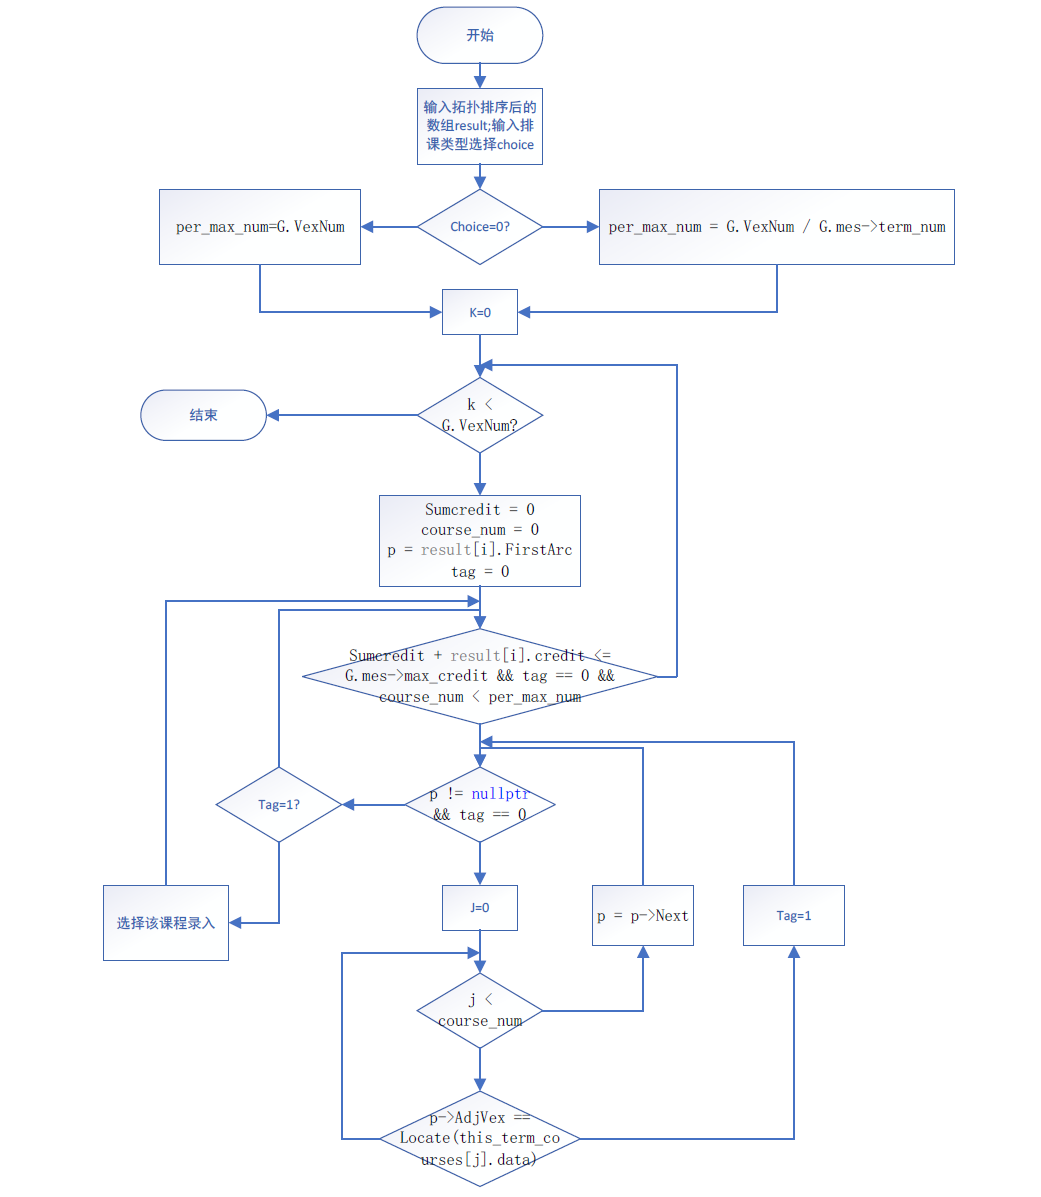 开始
输入拓扑排序后的
数组result;输入排
课类型选择choice
per_max_num=G.VexNum
Choice=0?
per_max_num = G.VexNum / G.mes->term_num
K=0
结束
k <
G.VexNum?
Sumcredit = 0
course_num = 0
p = result[i].FirstArc
tag = 0
Sumcredit + result[i].credit <=
G.mes->max_credit && tag == 0 &&
course_num < per_max_num
Tag=1?
p != nullptr
&& tag == 0
选择该课程录入
J=0
p = p->Next
Tag=1
j <
course_num
p->AdjVex ==
Locate(this_term_co
urses[j].data)